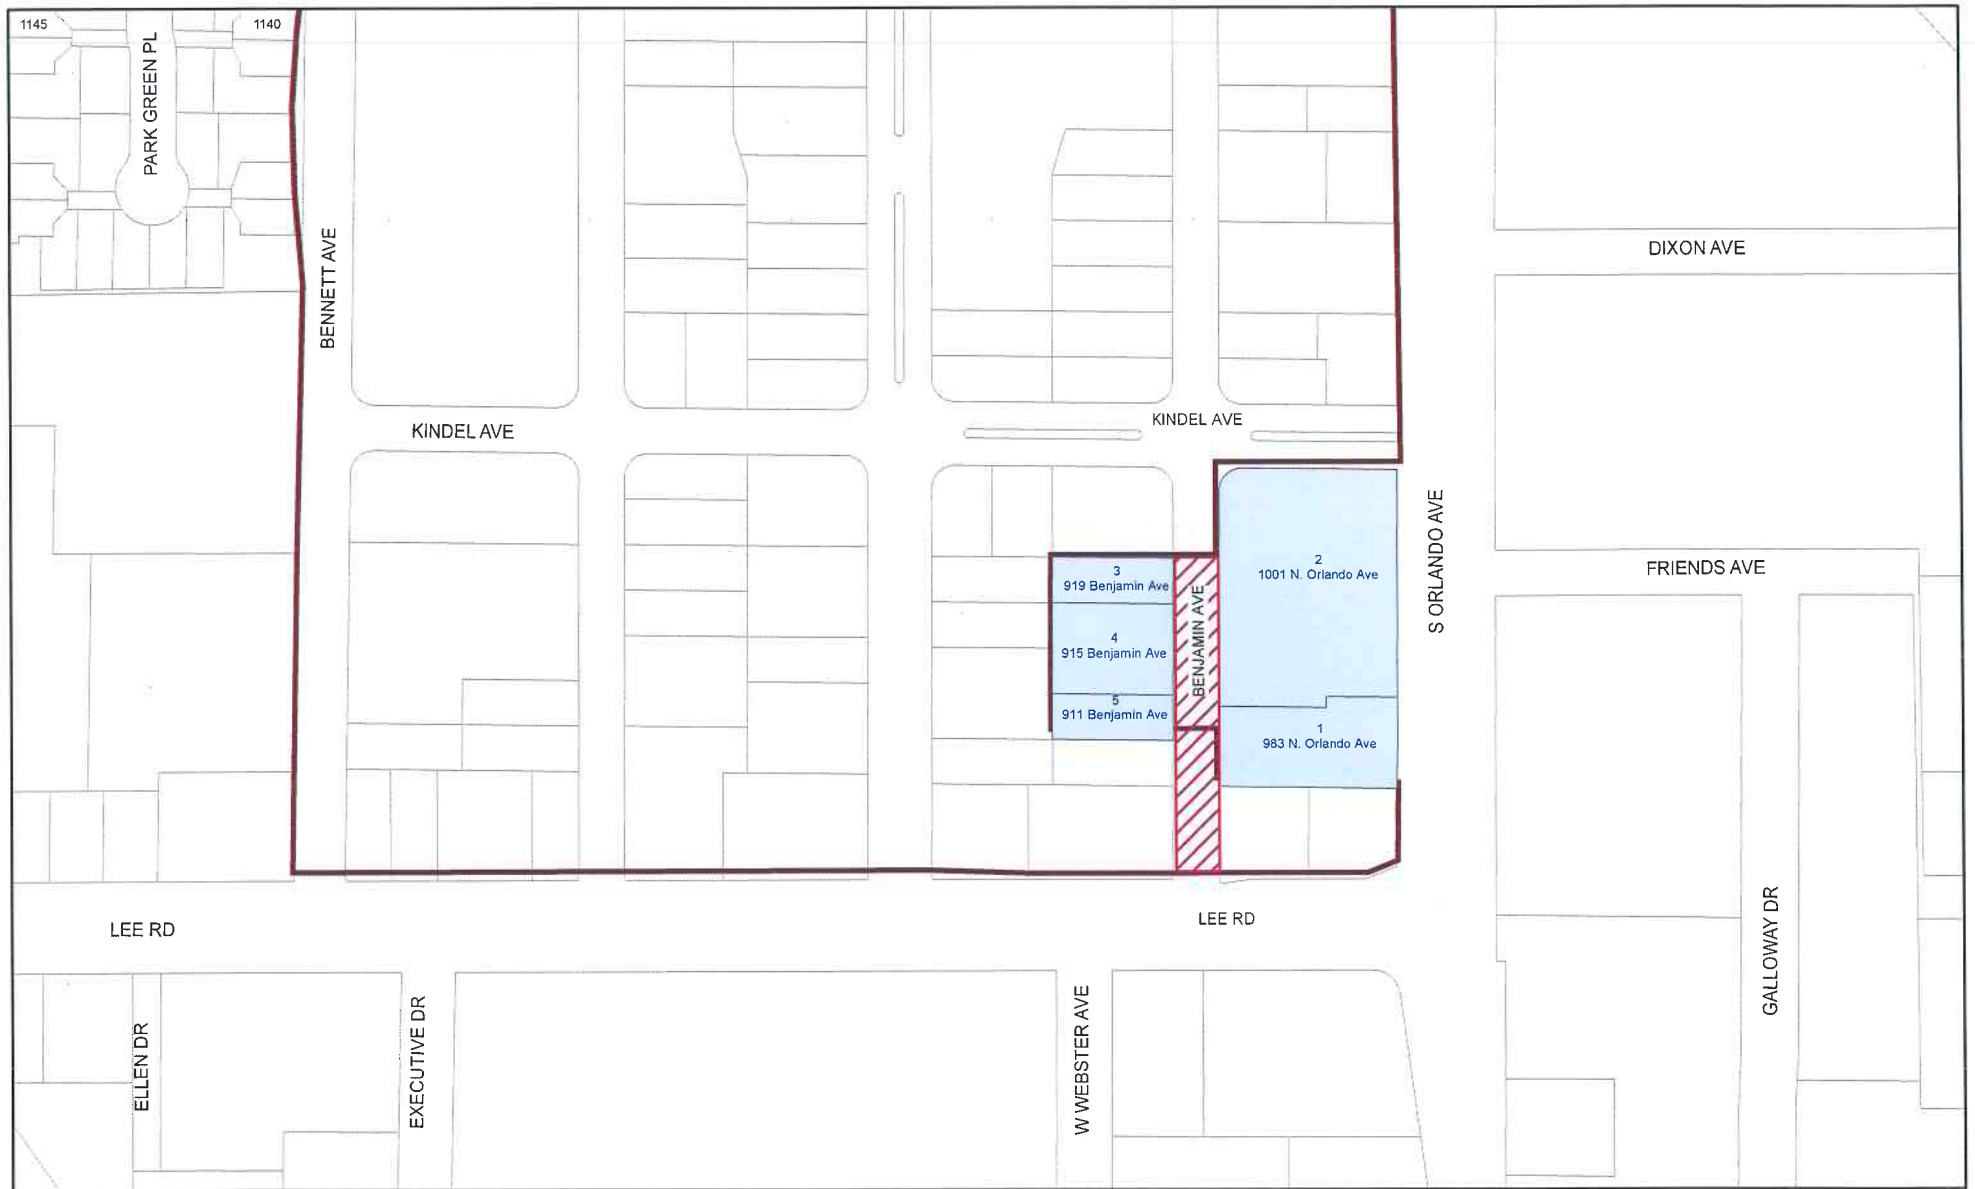 1145
1140
PARK GREEN PL
BENNETT AVE
DIXON AVE
KINDEL AVE
KINDEL AVE
S ORLANDO AVE
FRIENDS AVE
2
1001 N. Orlando Ave
3
919 Benjamin Ave
BENJAMIN AVE
4
915 Benjamin Ave
5
911 Benjamin Ave
1
983 N. Orlando Ave
LEE RD
LEE RD
GALLOWAY DR
ELLEN DR
EXECUTIVE DR
W WEBSTER AVE